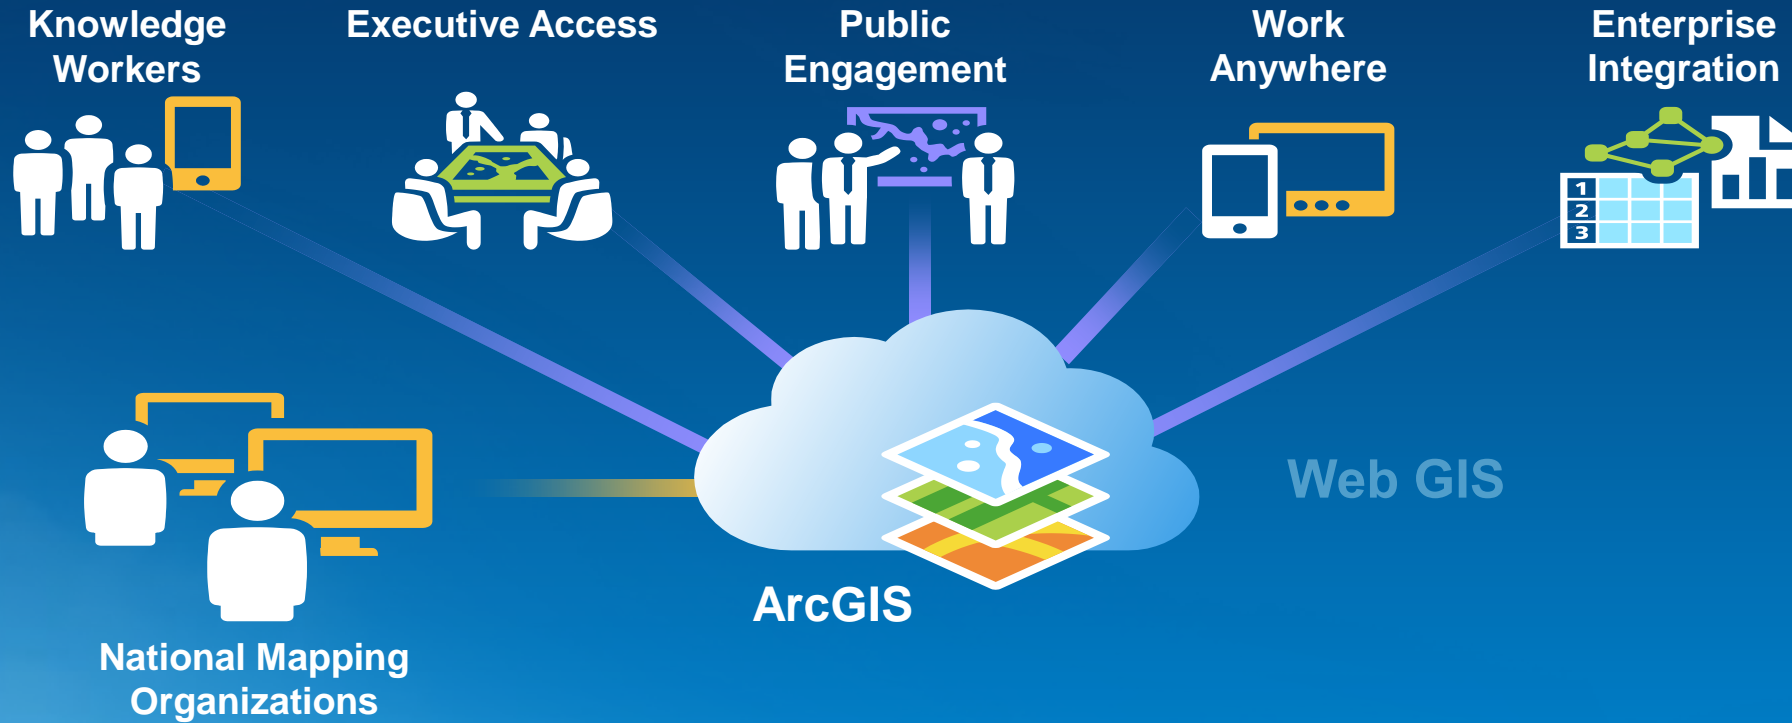 Knowledge
Workers
Executive Access
Public
Engagement
Work
Anywhere
Enterprise
Integration
1
2
3
Web GIS
ArcGIS
National Mapping
Organizations